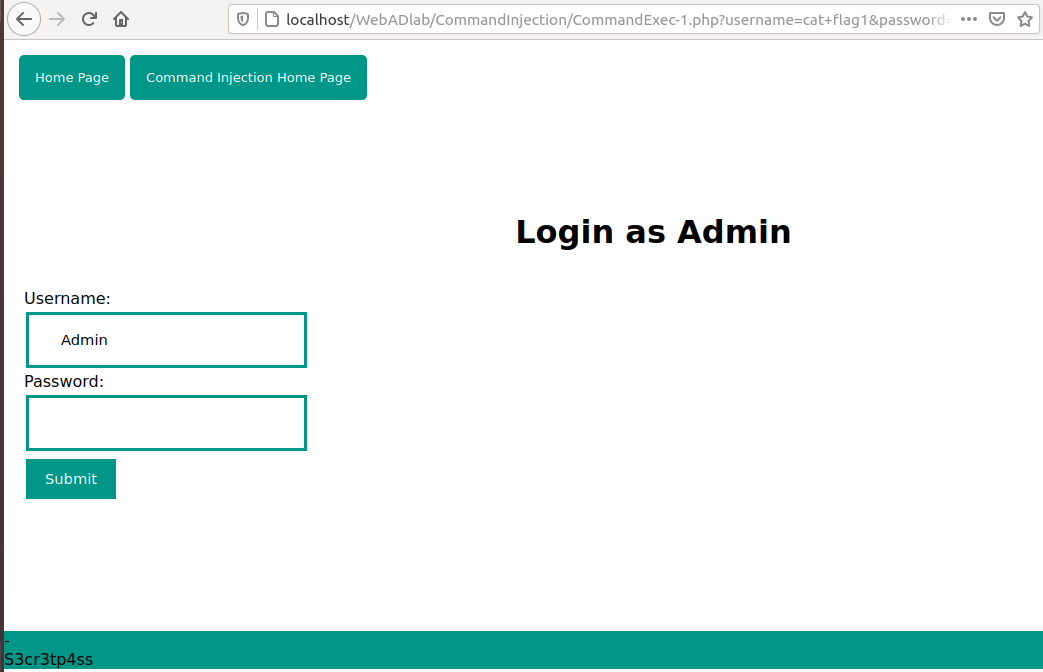 localhost/WebADlab/CommandInjection/CommandExec-1.php?username=cat+flag1&password=
Home Page Command Injection Home Page
Login as Admin
Username:
Admin
Password:
Submit
-
S3cr3tp4ss